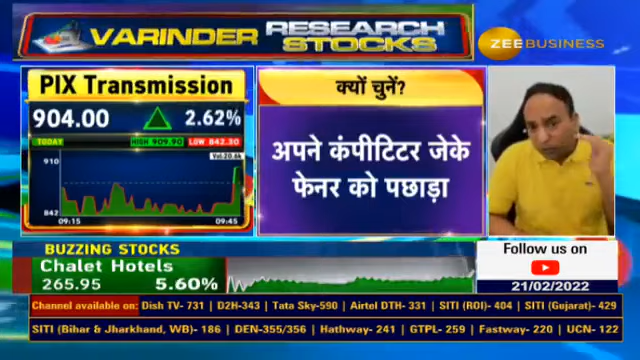 VARINDER RESEARCH STOCKS
ZEE BUSINESS
PIX Transmission
904.00 2.62%
TODAY HIGH 909.90 LOW 842.30
Vol:20.6k
910
842
09:15 09:45
क्यों चुनें?
अपने कंपीटिटर जेके
फेनर को पछाड़ा
BUZZING STOCKS
Chalet Hotels
265.95 5.60%
Follow us on
21/02/2022
Channel available on: Dish TV- 731 | D2H-343 | Tata Sky-590 | Airtel DTH- 331 | SITI (ROI)- 404 | SITI (Gujarat)- 429
SITI (Bihar & Jharkhand, WB)- 186 | DEN-355/356 | Hathway- 241 | GTPL- 259 | Fastway- 220 | UCN- 122